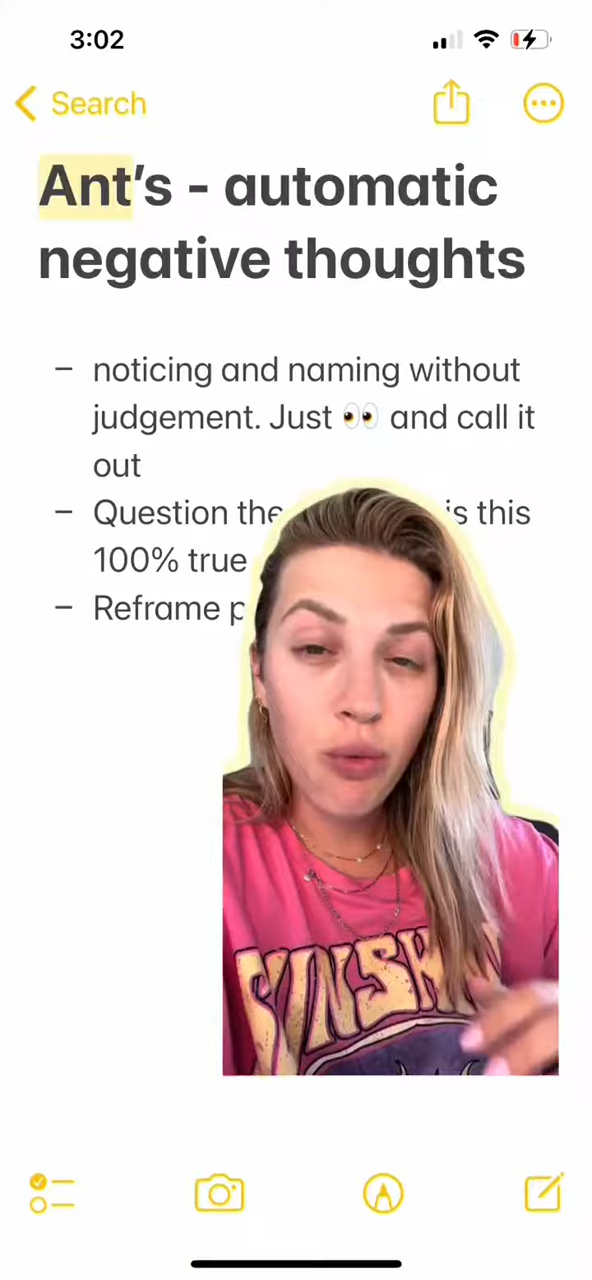 3:02
Search
Ant's - automatic
negative thoughts
– noticing and naming without
judgement. Just 👀 and call it
out
– Question the is this
100% true
– Reframe